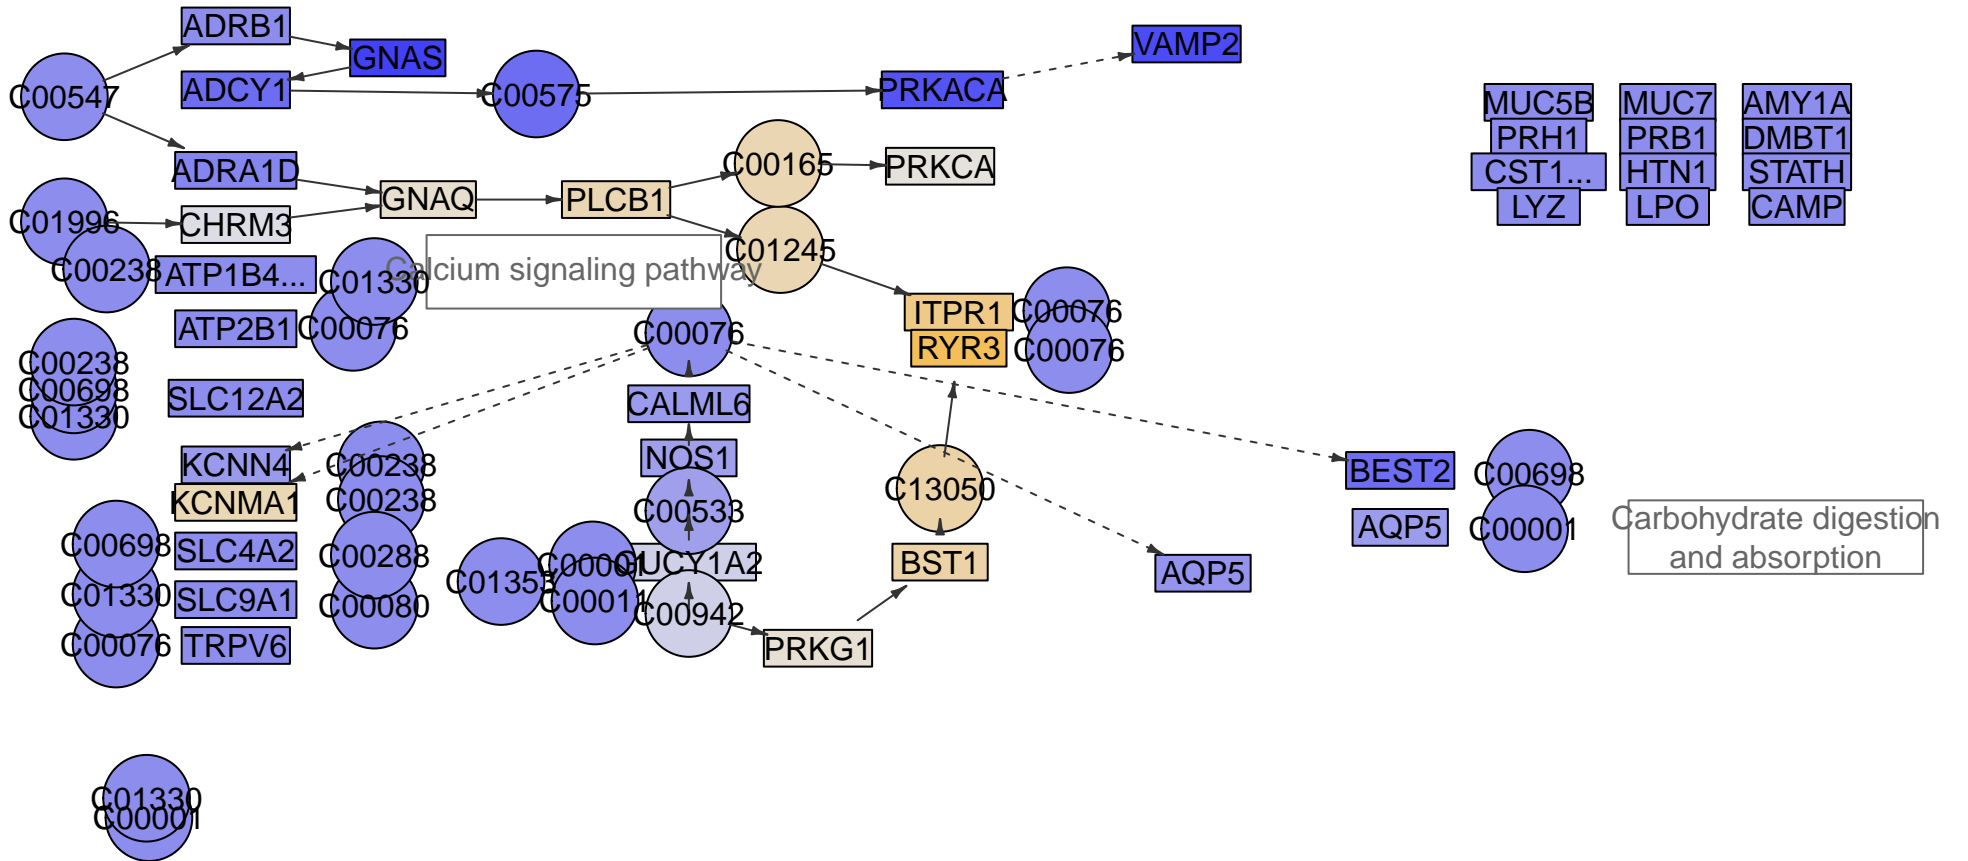 ADRB1
GNAS
VAMP2
C00547
ADCY1
C00575
PRKACA
MUC5B
MUC7
AMY1A
PRH1
PRB1
DMBT1
CST1...
HTN1
STATH
LYZ
LPO
CAMP
ADRA1D
GNAQ
PLCB1
C00165
PRKCA
C01996
CHRM3
C01245
C00238
ATP1B4...
C01330
Calcium signaling pathway
ATP2B1
C00076
C00076
ITPR1
C00076
RYR3
C00076
C00238
C00698
C01330
SLC12A2
CALML6
KCNN4
C00238
NOS1
BEST2
C00698
KCNMA1
C00238
C00533
C13050
AQP5
C00001
Carbohydrate digestion
and absorption
C00698
SLC4A2
C00288
C01353
C00001
GUCY1A2
BST1
AQP5
C01330
SLC9A1
C00080
C00011
C00942
C00076
TRPV6
PRKG1
C01330
C00001